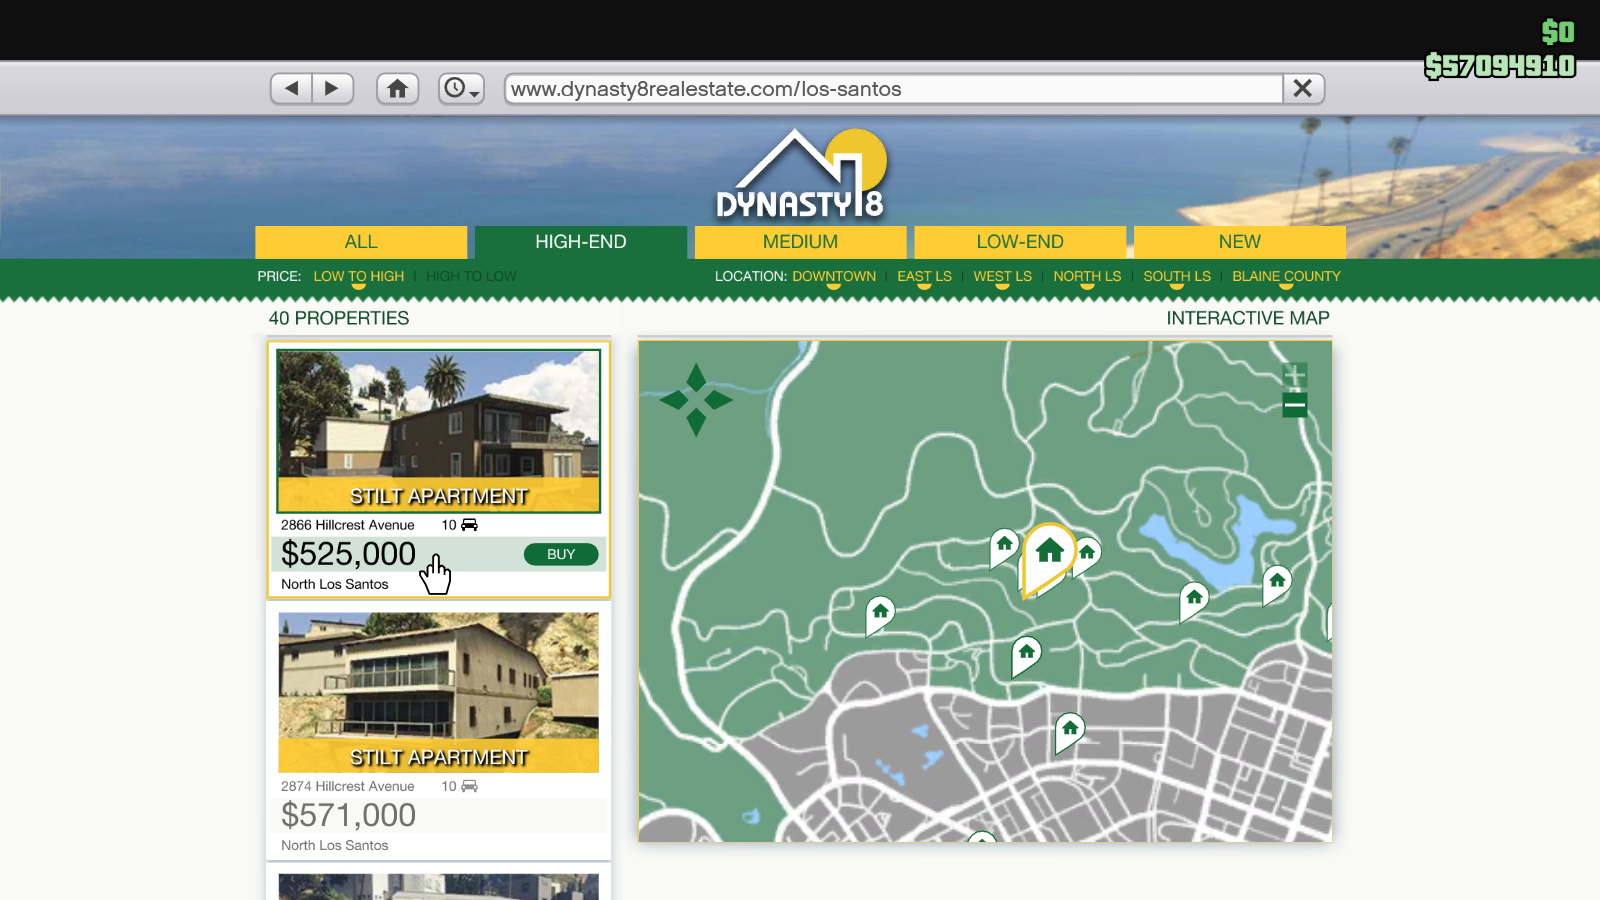 $0
$57094910
www.dynasty8realestate.com/los-santos
DYNASTY 8
ALL HIGH-END MEDIUM LOW-END NEW
PRICE: LOW TO HIGH | HIGH TO LOW LOCATION: DOWNTOWN | EAST LS | WEST LS | NORTH LS | SOUTH LS | BLAINE COUNTY
40 PROPERTIES INTERACTIVE MAP
STILT APARTMENT
2866 Hillcrest Avenue 10
$525,000 BUY
North Los Santos
STILT APARTMENT
2874 Hillcrest Avenue 10
$571,000
North Los Santos